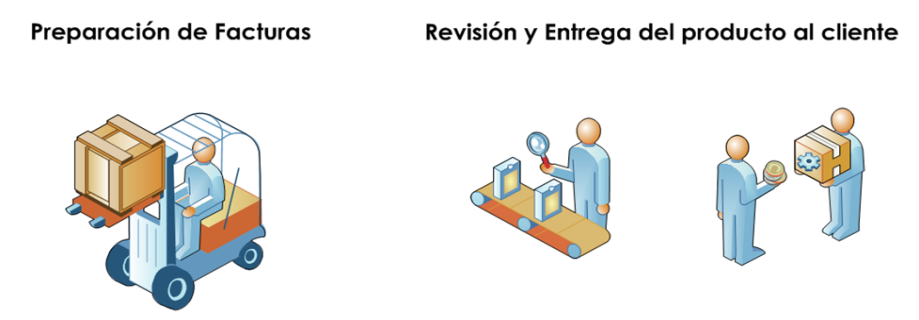 Preparación de Facturas
Revisión y Entrega del producto al cliente